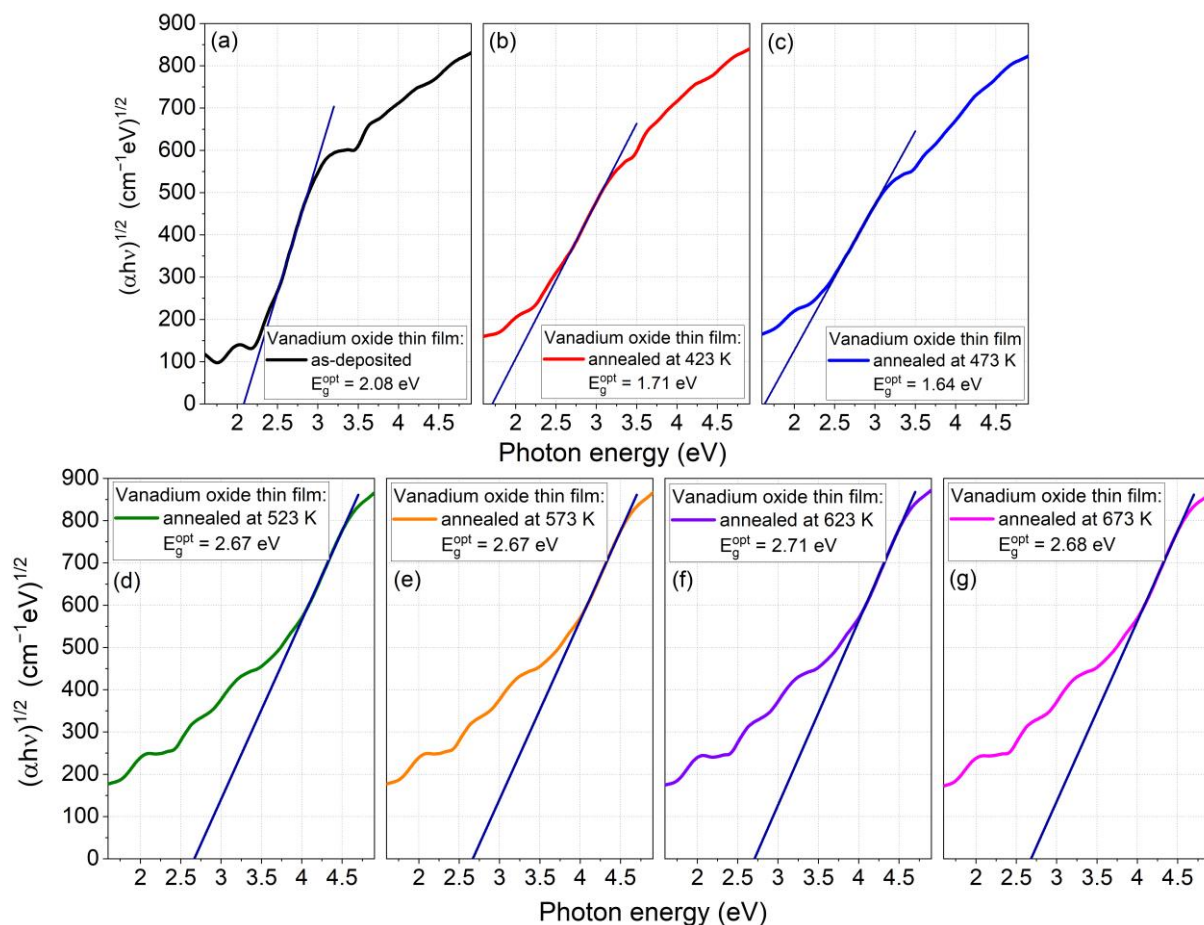 (a) (b) (c)
900
800
700
600
500
400
300
200
100
0
(αhν)^1/2 (cm⁻¹eV)^1/2
Vanadium oxide thin film:
as-deposited
E_g^opt = 2.08 eV
Vanadium oxide thin film:
annealed at 423 K
E_g^opt = 1.71 eV
Vanadium oxide thin film
annealed at 473 K
E_g^opt = 1.64 eV
2 2.5 3 3.5 4 4.5 2 2.5 3 3.5 4 4.5 2 2.5 3 3.5 4 4.5
Photon energy (eV)
900
800
700
600
500
400
300
200
100
0
(αhν)^1/2 (cm⁻¹eV)^1/2
Vanadium oxide thin film:
annealed at 523 K
E_g^opt = 2.67 eV
(d)
Vanadium oxide thin film:
annealed at 573 K
E_g^opt = 2.67 eV
(e)
Vanadium oxide thin film:
annealed at 623 K
E_g^opt = 2.71 eV
(f)
Vanadium oxide thin film:
annealed at 673 K
E_g^opt = 2.68 eV
(g)
2 2.5 3 3.5 4 4.5 2 2.5 3 3.5 4 4.5 2 2.5 3 3.5 4 4.5 2 2.5 3 3.5 4 4.5
Photon energy (eV)